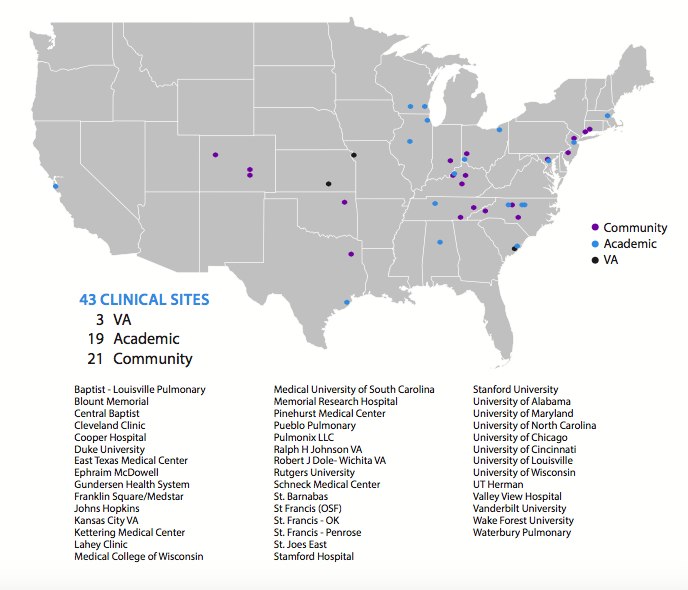 Community
Academic
VA
43 CLINICAL SITES
3 VA
19 Academic
21 Community
Baptist - Louisville Pulmonary
Blount Memorial
Central Baptist
Cleveland Clinic
Cooper Hospital
Duke University
East Texas Medical Center
Ephraim McDowell
Gundersen Health System
Franklin Square/Medstar
Johns Hopkins
Kansas City VA
Kettering Medical Center
Lahey Clinic
Medical College of Wisconsin
Medical University of South Carolina
Memorial Research Hospital
Pinehurst Medical Center
Pueblo Pulmonary
Pulmonix LLC
Ralph H Johnson VA
Robert J Dole- Wichita VA
Rutgers University
Schneck Medical Center
St. Barnabas
St Francis (OSF)
St. Francis - OK
St. Francis - Penrose
St. Joes East
Stamford Hospital
Stanford University
University of Alabama
University of Maryland
University of North Carolina
University of Chicago
University of Cincinnati
University of Louisville
University of Wisconsin
UT Herman
Valley View Hospital
Vanderbilt University
Wake Forest University
Waterbury Pulmonary